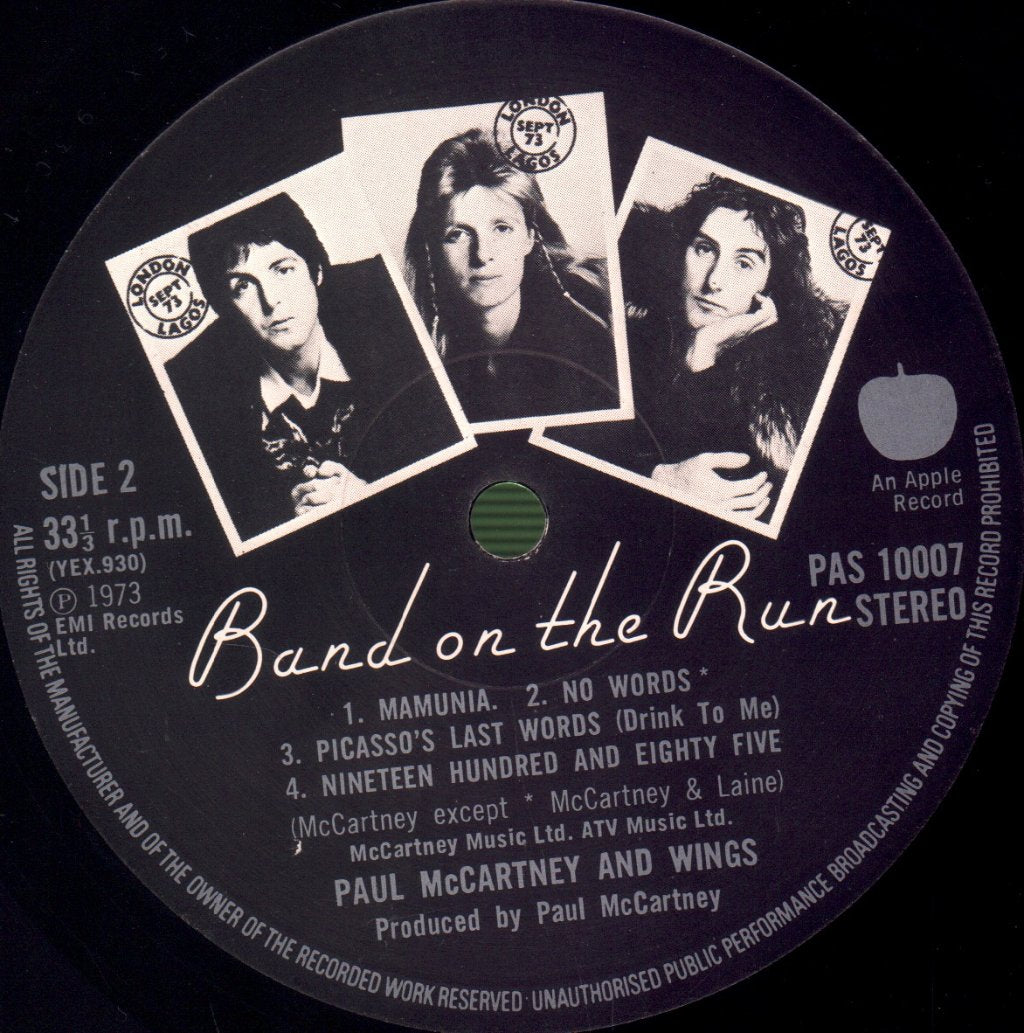 LONDON
SEPT
73
LAGOS
LONDON
SEPT
73
LAGOS
SEPT
73
LAGOS
An Apple
Record
SIDE 2
33⅓ r.p.m.
(YEX.930)
Ⓟ 1973
EMI Records
Ltd.
PAS 10007
STEREO
Band on the Run
1. MAMUNIA. 2. NO WORDS *
3. PICASSO'S LAST WORDS (Drink To Me)
4. NINETEEN HUNDRED AND EIGHTY FIVE
(McCartney except * McCartney & Laine)
McCartney Music Ltd. ATV Music Ltd.
PAUL McCARTNEY AND WINGS
Produced by Paul McCartney
ALL RIGHTS OF THE MANUFACTURER AND OF THE OWNER OF THE RECORDED WORK RESERVED · UNAUTHORISED PUBLIC PERFORMANCE BROADCASTING AND COPYING OF THIS RECORD PROHIBITED